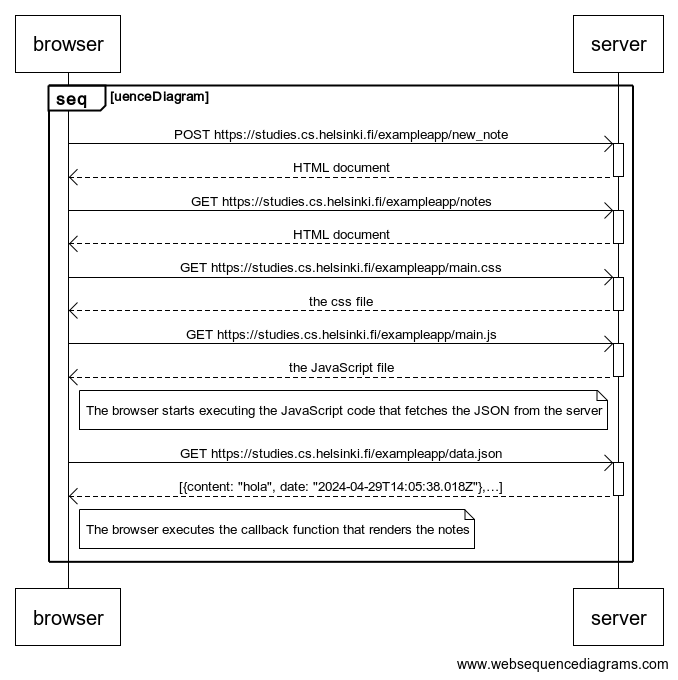 browser
server
seq
[uenceDiagram]
POST https://studies.cs.helsinki.fi/exampleapp/new_note
HTML document
GET https://studies.cs.helsinki.fi/exampleapp/notes
HTML document
GET https://studies.cs.helsinki.fi/exampleapp/main.css
the css file
GET https://studies.cs.helsinki.fi/exampleapp/main.js
the JavaScript file
The browser starts executing the JavaScript code that fetches the JSON from the server
GET https://studies.cs.helsinki.fi/exampleapp/data.json
[{content: "hola", date: "2024-04-29T14:05:38.018Z"},…]
The browser executes the callback function that renders the notes
browser
server
www.websequencediagrams.com